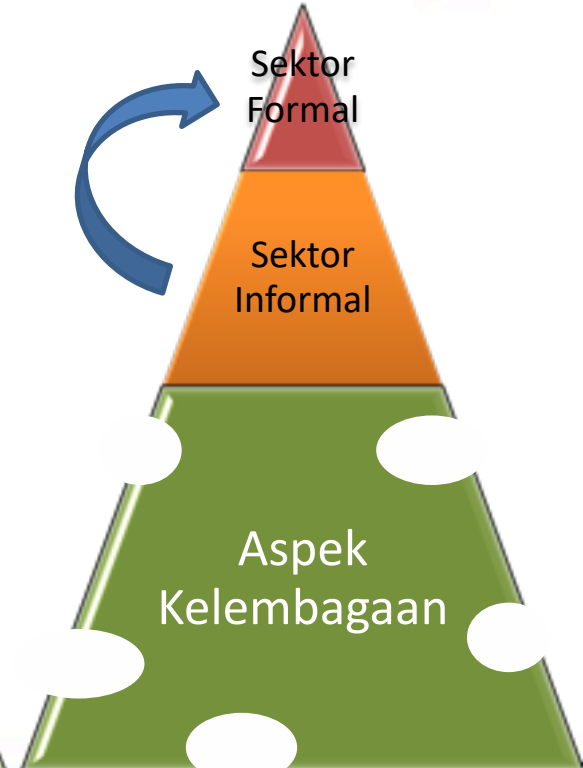 Sektor
Formal
Sektor
Informal
Aspek
Kelembagaan